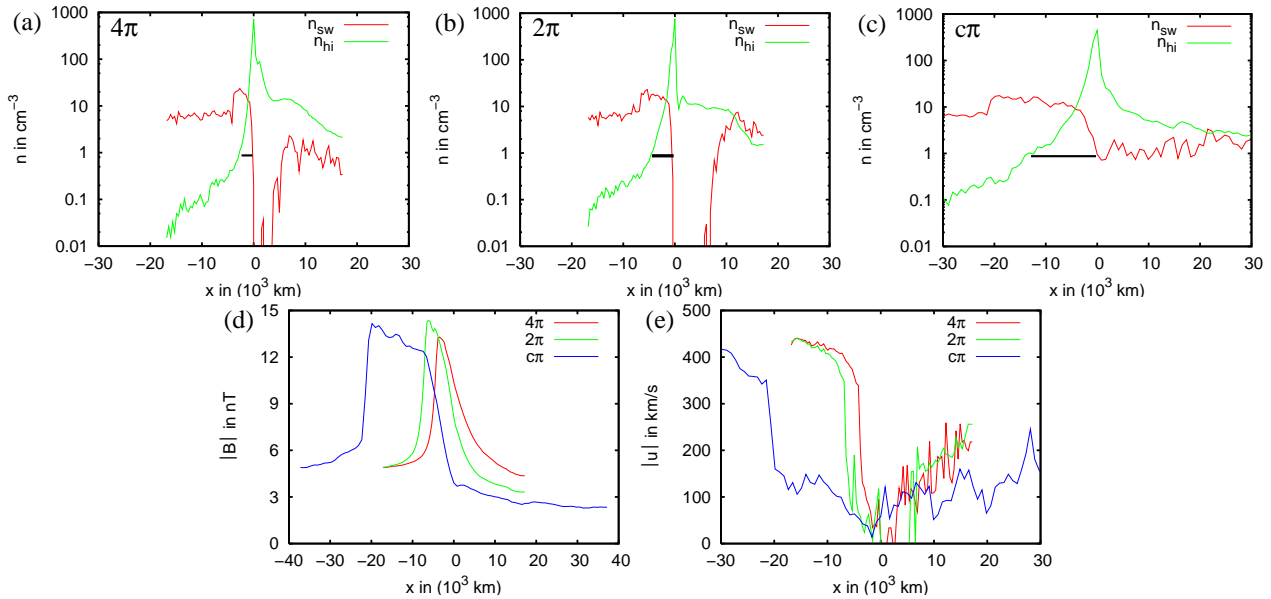 (a) 4π
n_sw
n_hi
1000
100
10
1
0.1
0.01
n in cm⁻³
−30 −20 −10 0 10 20 30
x in (10³ km)
(b) 2π
n_sw
n_hi
1000
100
10
1
0.1
0.01
n in cm⁻³
−30 −20 −10 0 10 20 30
x in (10³ km)
(c) cπ
n_sw
n_hi
1000
100
10
1
0.1
0.01
n in cm⁻³
−30 −20 −10 0 10 20 30
x in (10³ km)
(d)
4π
2π
cπ
15
12
9
6
3
0
|B| in nT
−40 −30 −20 −10 0 10 20 30 40
x in (10³ km)
(e)
4π
2π
cπ
500
400
300
200
100
0
|u| in km/s
−30 −20 −10 0 10 20 30
x in (10³ km)